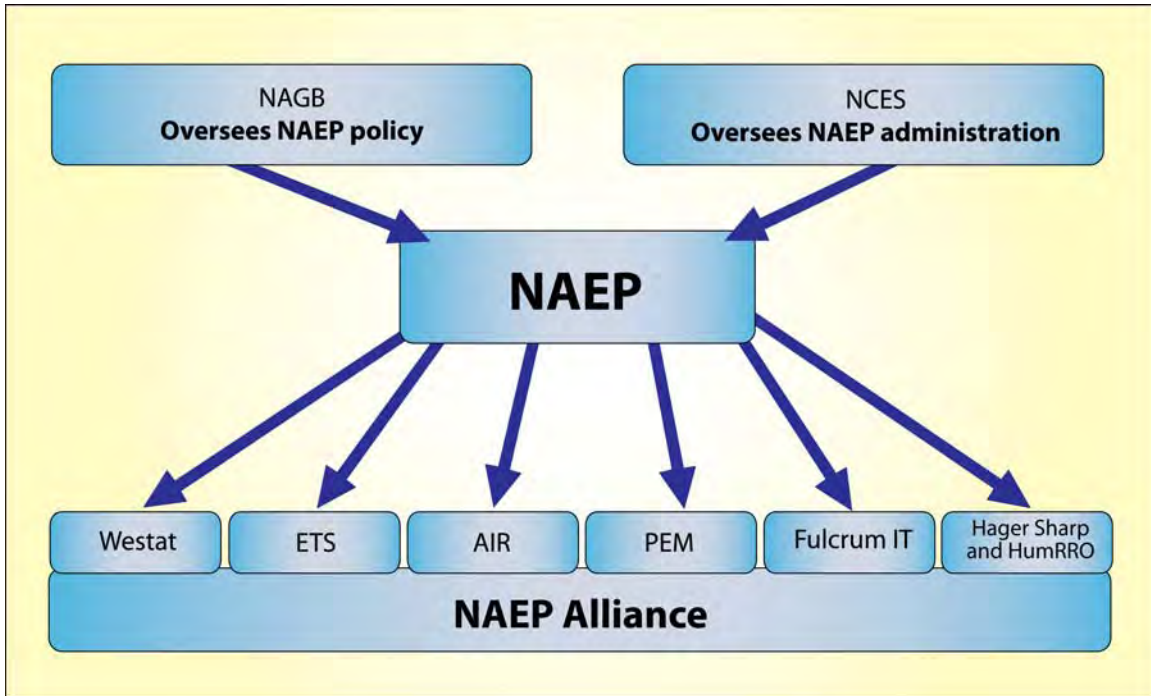 NAGB
Oversees NAEP policy
NCES
Oversees NAEP administration
NAEP
Westat
ETS
AIR
PEM
Fulcrum IT
Hager Sharp
and HumRRO
NAEP Alliance